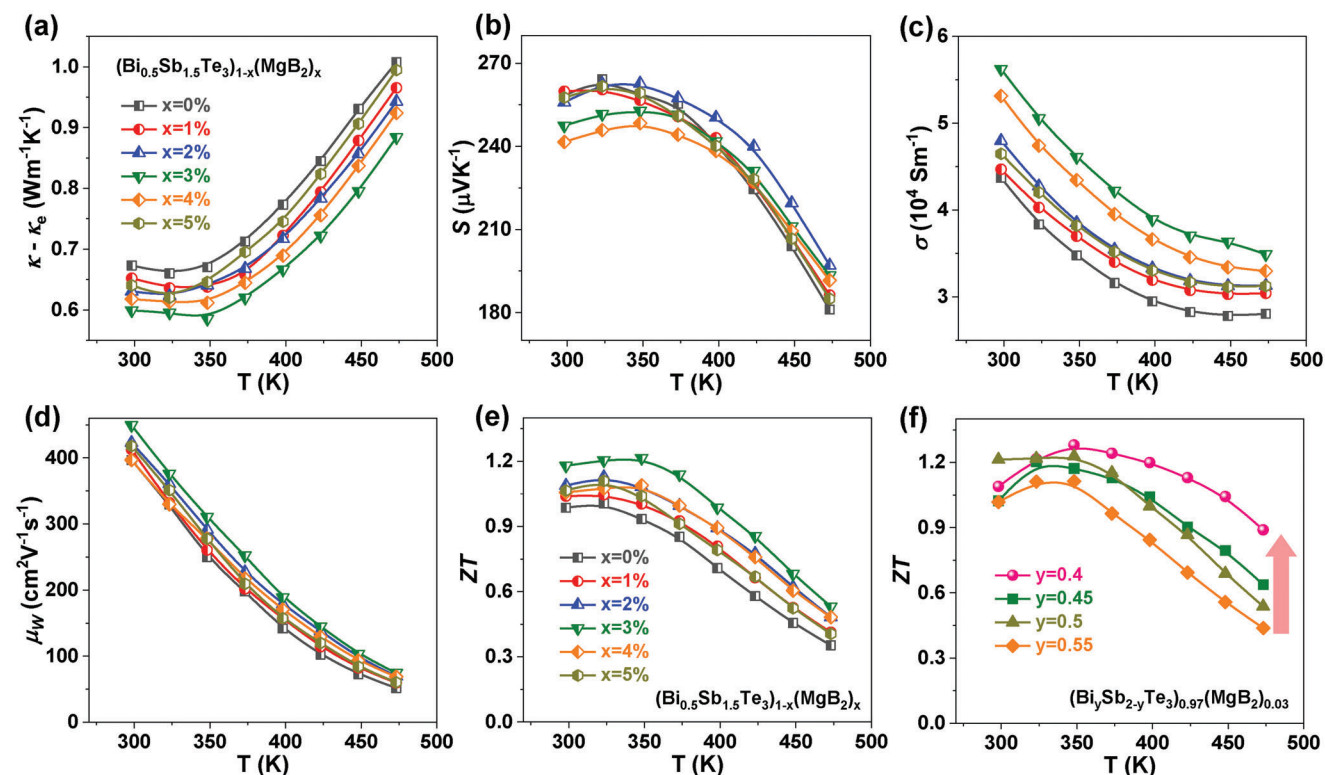 (a)
(Bi0.5Sb1.5Te3)1-x(MgB2)x
x=0%
x=1%
x=2%
x=3%
x=4%
x=5%
κ - κe (Wm⁻¹K⁻¹)
1.0
0.9
0.8
0.7
0.6
300 350 400 450 500
T (K)
(b)
S (μVK⁻¹)
270
240
210
180
300 350 400 450 500
T (K)
(c)
σ (10⁴ Sm⁻¹)
6
5
4
3
300 350 400 450 500
T (K)
(d)
μW (cm²V⁻¹s⁻¹)
400
300
200
100
0
300 350 400 450 500
T (K)
(e)
ZT
1.5
1.2
0.9
0.6
0.3
0.0
x=0%
x=1%
x=2%
x=3%
x=4%
x=5%
(Bi0.5Sb1.5Te3)1-x(MgB2)x
300 350 400 450 500
T (K)
(f)
ZT
1.2
0.9
0.6
0.3
0.0
y=0.4
y=0.45
y=0.5
y=0.55
(BiySb2-yTe3)0.97(MgB2)0.03
300 350 400 450 500
T (K)